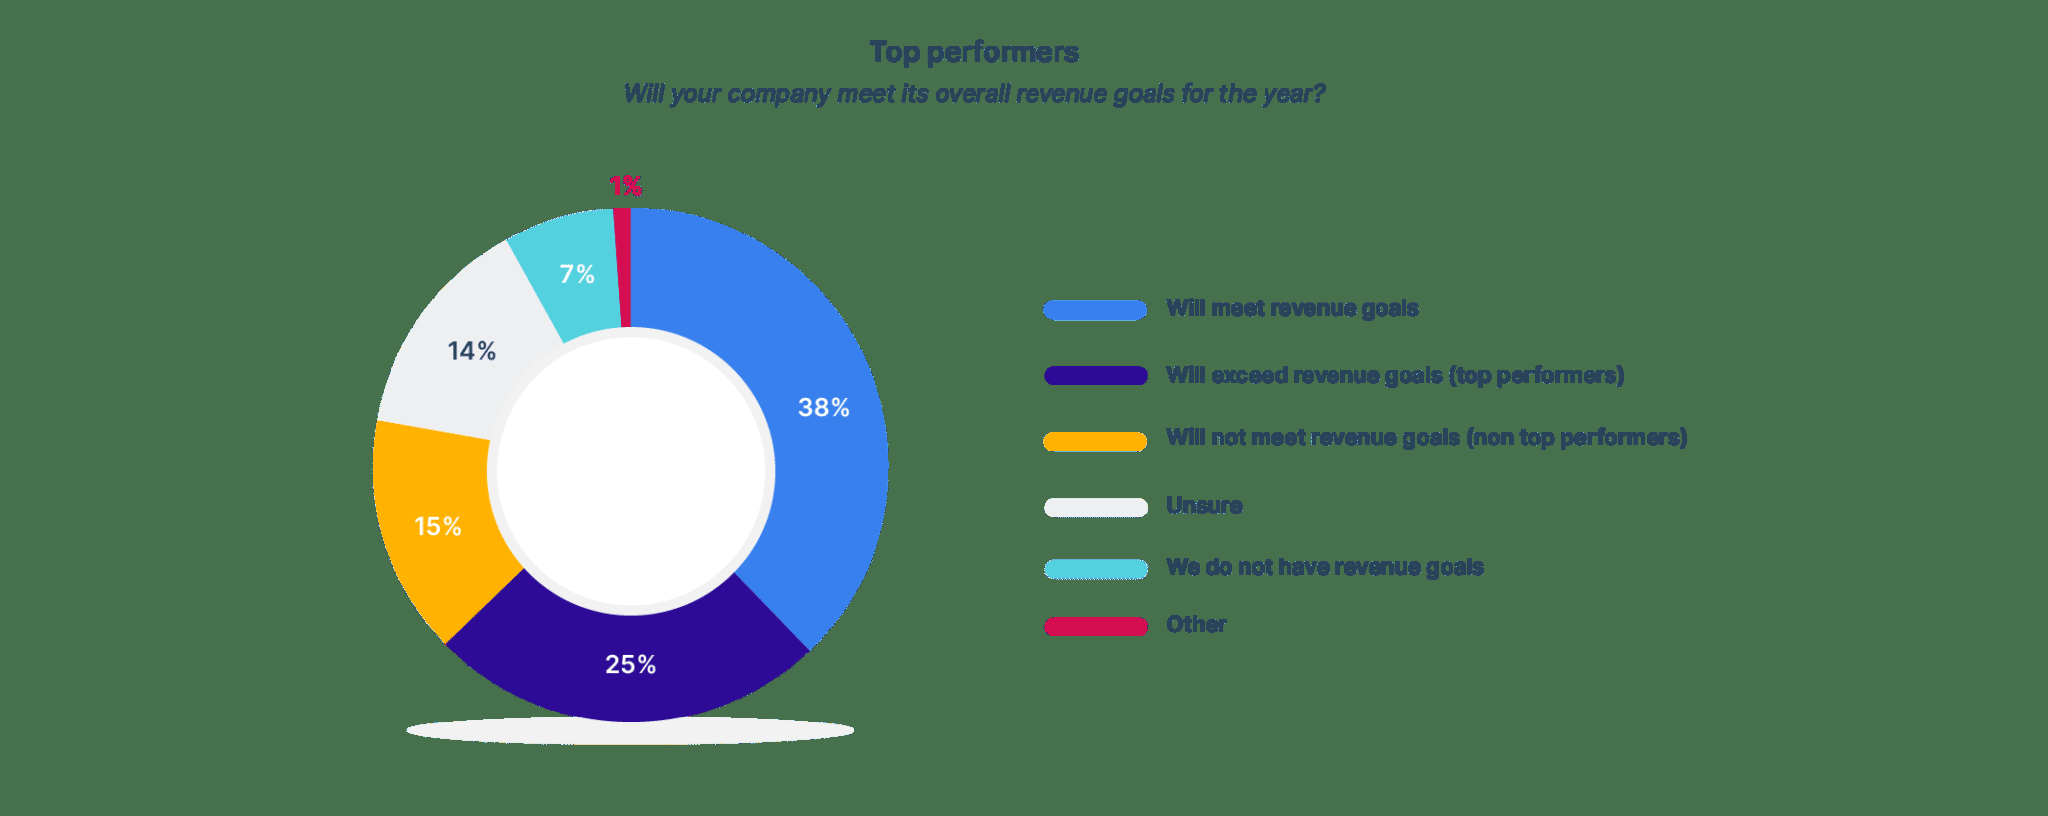 Top performers
Will your company meet its overall revenue goals for the year?
1%
7%
14%
38%
15%
25%
Will meet revenue goals
Will exceed revenue goals (top performers)
Will not meet revenue goals (non top performers)
Unsure
We do not have revenue goals
Other